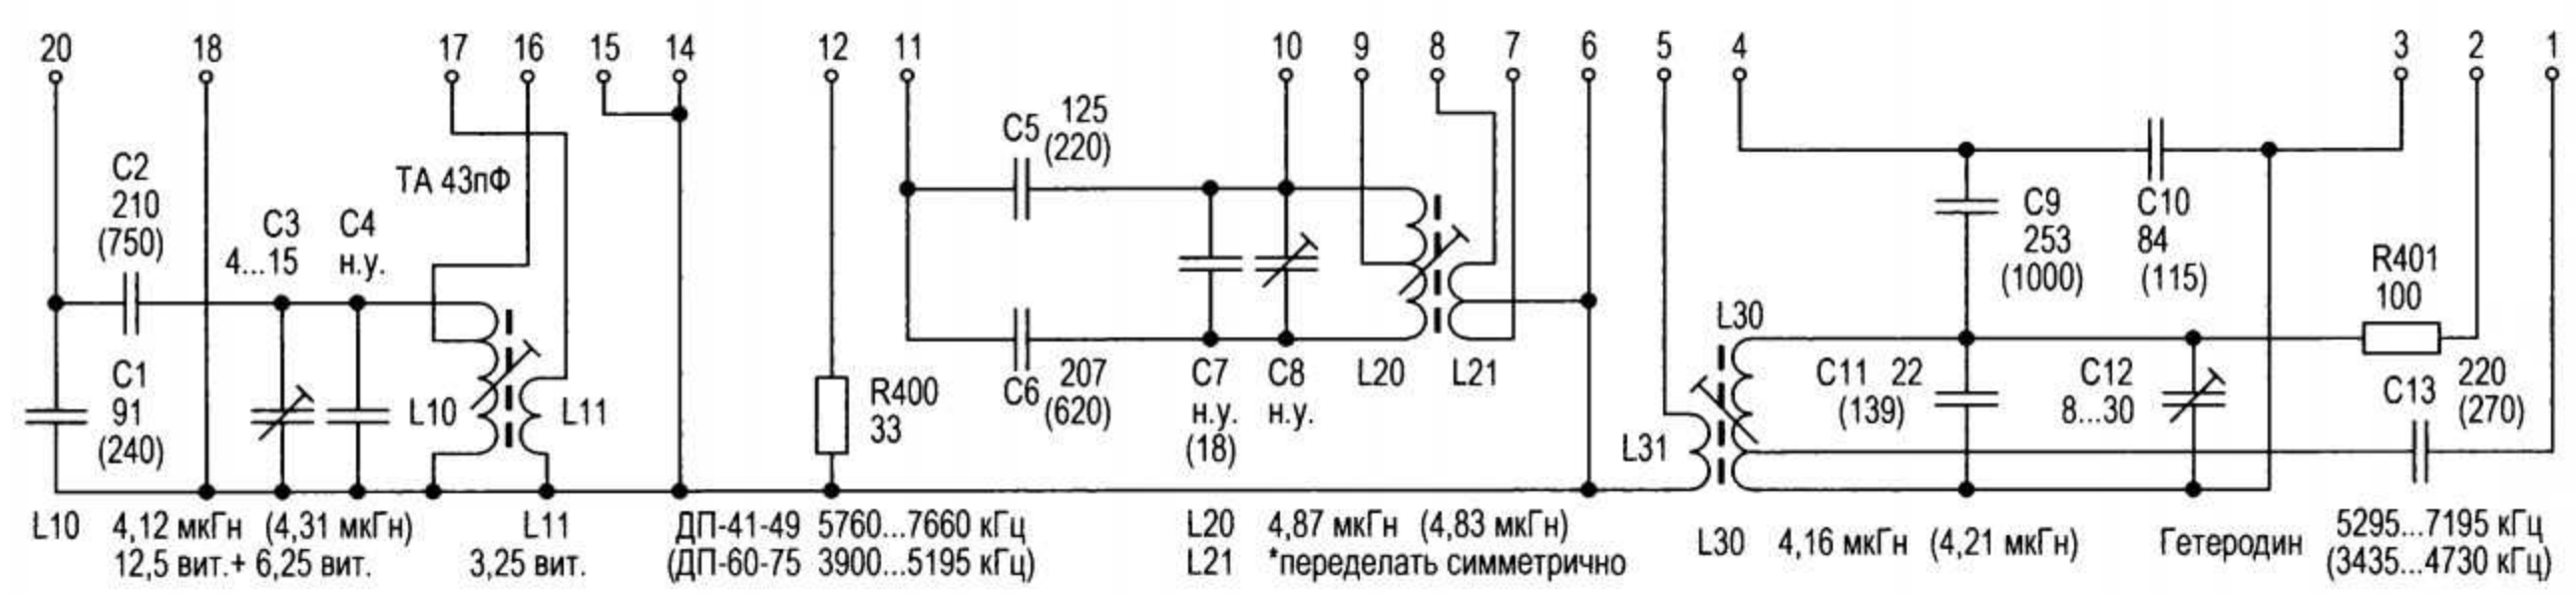 20 18 17 16 15 14 12 11 10 9 8 7 6 5 4 3 2 1
C2
210
(750)
C1
91
(240)
C3
4...15
C4
н.у.
ТА 43пФ
L10
L11
R400
33
C5 125
(220)
C6 207
(620)
C7
н.у.
(18)
C8
н.у.
L20
L21
L31
L30
C9
253
(1000)
C10
84
(115)
C11 22
(139)
C12
8...30
R401
100
C13 220
(270)
L10 4,12 мкГн (4,31 мкГн)
12,5 вит.+ 6,25 вит.
L11
3,25 вит.
ДП-41-49 5760...7660 кГц
(ДП-60-75 3900...5195 кГц)
L20 4,87 мкГн (4,83 мкГн)
L21 *переделать симметрично
L30 4,16 мкГн (4,21 мкГн)
Гетеродин 5295...7195 кГц
(3435...4730 кГц)